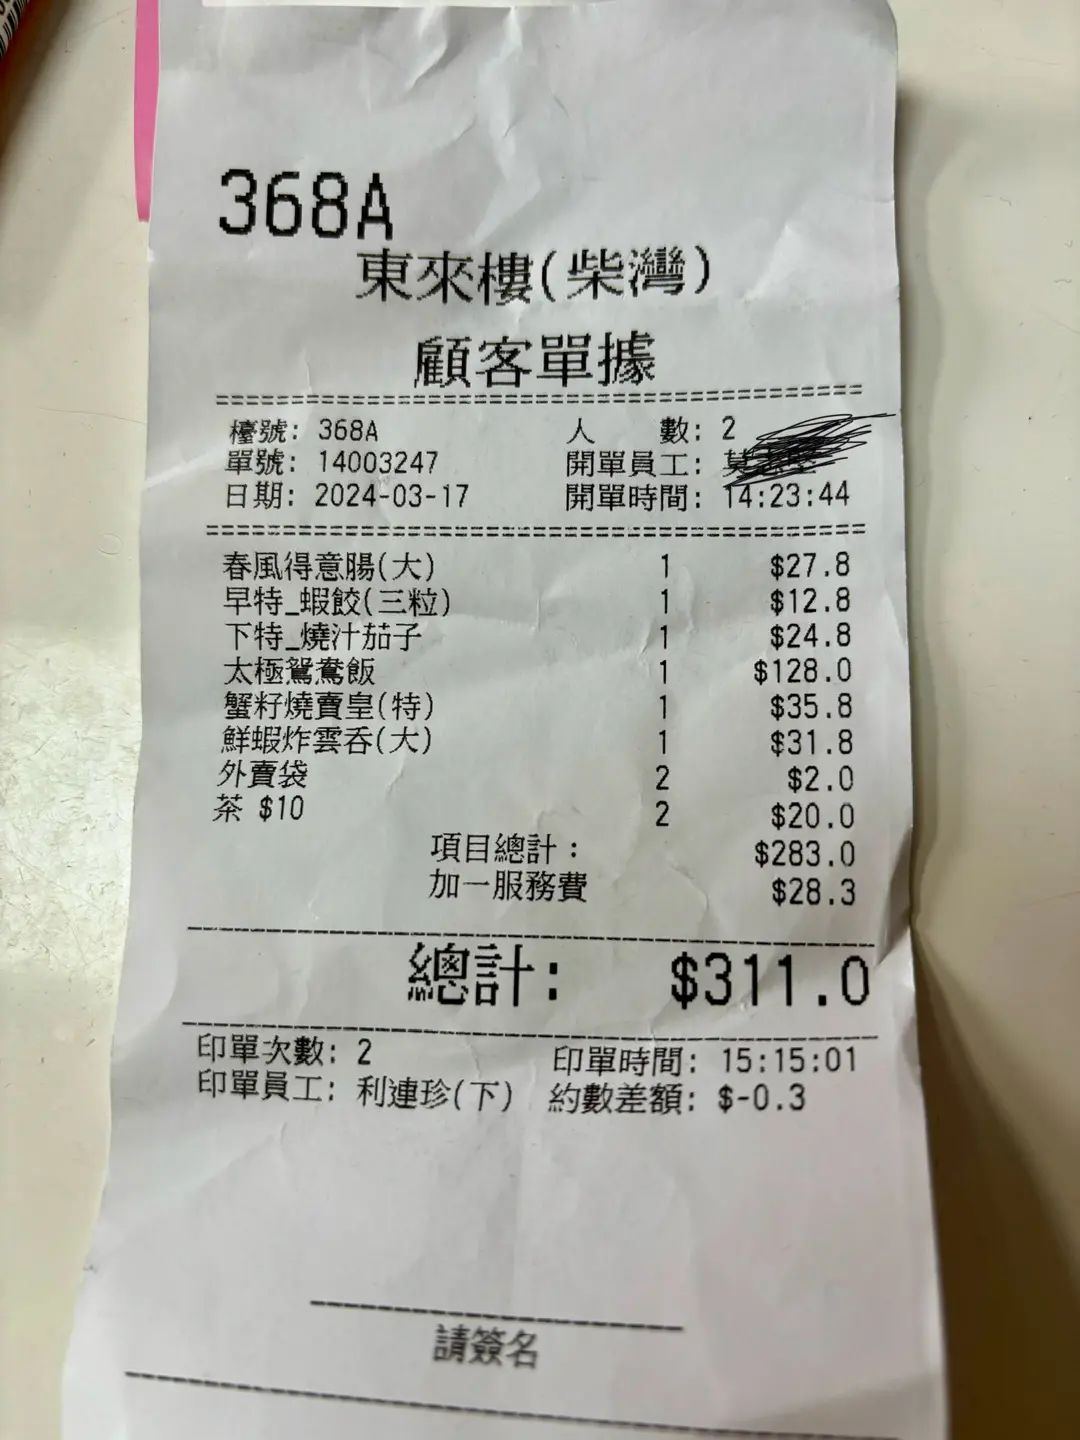 368A
東來樓(柴灣)
顧客單據
檯號: 368A 人 數: 2
單號: 14003247 開單員工:
日期: 2024-03-17 開單時間: 14:23:44
春風得意腸(大) 1 $27.8
早特_蝦餃(三粒) 1 $12.8
下特_燒汁茄子 1 $24.8
太極鴛鴦飯 1 $128.0
蟹籽燒賣皇(特) 1 $35.8
鮮蝦炸雲吞(大) 1 $31.8
外賣袋 2 $2.0
茶 $10 2 $20.0
項目總計: $283.0
加一服務費 $28.3
總計: $311.0
印單次數: 2 印單時間: 15:15:01
印單員工: 利連珍(下) 約數差額: $-0.3
請簽名